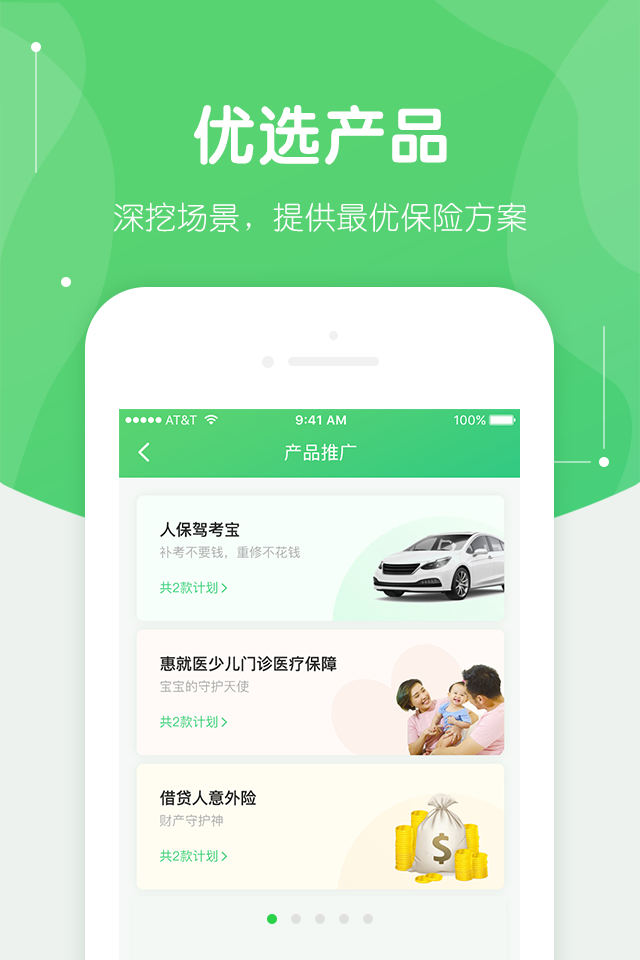 优选产品
深挖场景，提供最优保险方案
AT&T 9:41 AM 100%
产品推广
人保驾考宝
补考不要钱，重修不花钱
共2款计划
惠就医少儿门诊医疗保障
宝宝的守护天使
共2款计划
借贷人意外险
财产守护神
共2款计划
$